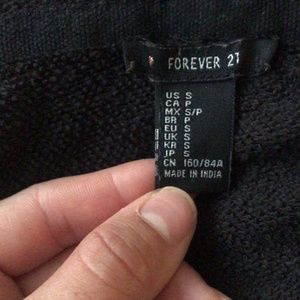 FOREVER 21
US S
CA P
MX S/P
BR P
EU S
UK S
KR S
JP S
CN 160/84A
MADE IN INDIA